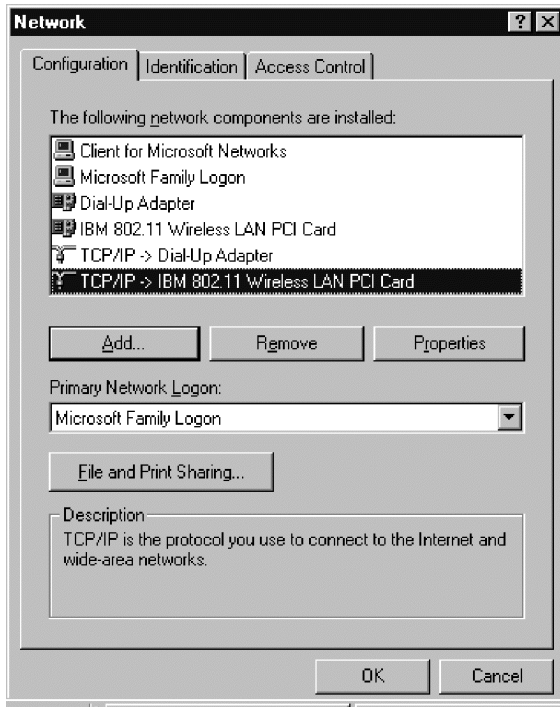 Network
Configuration Identification Access Control
The following network components are installed:
Client for Microsoft Networks
Microsoft Family Logon
Dial-Up Adapter
IBM 802.11 Wireless LAN PCI Card
TCP/IP -> Dial-Up Adapter
TCP/IP -> IBM 802.11 Wireless LAN PCI Card
Add... Remove Properties
Primary Network Logon:
Microsoft Family Logon
File and Print Sharing...
Description
TCP/IP is the protocol you use to connect to the Internet and
wide-area networks.
OK Cancel